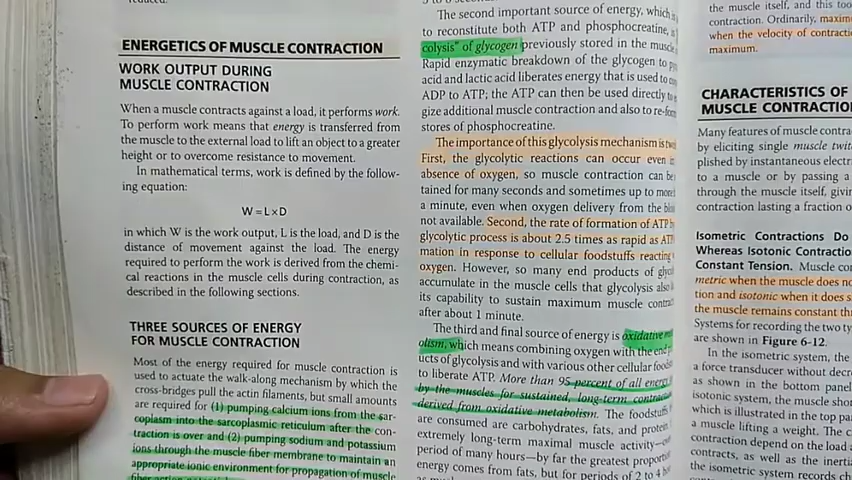 ENERGETICS OF MUSCLE CONTRACTION
WORK OUTPUT DURING
MUSCLE CONTRACTION
When a muscle contracts against a load, it performs work.
To perform work means that energy is transferred from
the muscle to the external load to lift an object to a greater
height or to overcome resistance to movement.
In mathematical terms, work is defined by the follow-
ing equation:
W = L × D
in which W is the work output, L is the load, and D is the
distance of movement against the load. The energy
required to perform the work is derived from the chemi-
cal reactions in the muscle cells during contraction, as
described in the following sections.
THREE SOURCES OF ENERGY
FOR MUSCLE CONTRACTION
Most of the energy required for muscle contraction is
used to actuate the walk-along mechanism by which the
cross-bridges pull the actin filaments, but small amounts
are required for (1) pumping calcium ions from the sar-
coplasm into the sarcoplasmic reticulum after the con-
traction is over and (2) pumping sodium and potassium
ions through the muscle fiber membrane to maintain an
appropriate ionic environment for propagation of muscle
The second important source of energy, which
to reconstitute both ATP and phosphocreatine,
colysis" of glycogen previously stored in the muscle
Rapid enzymatic breakdown of the glycogen to
acid and lactic acid liberates energy that is used to
ADP to ATP; the ATP can then be used directly to
gize additional muscle contraction and also to re-form
stores of phosphocreatine.
The importance of this glycolysis mechanism is
First, the glycolytic reactions can occur even
absence of oxygen, so muscle contraction can be
tained for many seconds and sometimes up to more
a minute, even when oxygen delivery from the
not available. Second, the rate of formation of ATP
glycolytic process is about 2.5 times as rapid as
mation in response to cellular foodstuffs reacting
oxygen. However, so many end products of
accumulate in the muscle cells that glycolysis also
its capability to sustain maximum muscle
after about 1 minute.
The third and final source of energy is oxidative
olism, which means combining oxygen with the end
ucts of glycolysis and with various other cellular
to liberate ATP. More than 95 percent of all energy
by the muscles for sustained, long-term
derived from oxidative metabolism. The foodstuffs
are consumed are carbohydrates, fats, and
extremely long-term maximal muscle activity—
period of many hours—by far the greatest
energy comes from fats, but for periods of 2 to 4
the muscle itself, and this
contraction. Ordinarily,
when the velocity of
maximum.
CHARACTERISTICS OF
MUSCLE CONTRACTION
Many features of muscle
by eliciting single muscle
plished by instantaneous
to a muscle or by passing a
through the muscle itself,
contraction lasting a fraction
Isometric Contractions Do
Whereas Isotonic
Constant Tension. Muscle
metric when the muscle does
tion and isotonic when it does
the muscle remains constant
Systems for recording the two
are shown in Figure 6-12.
In the isometric system, the
a force transducer without
as shown in the bottom
isotonic system, the muscle
which is illustrated in the top
a muscle lifting a weight. The
contraction depend on the load
contracts, as well as the
the isometric system records